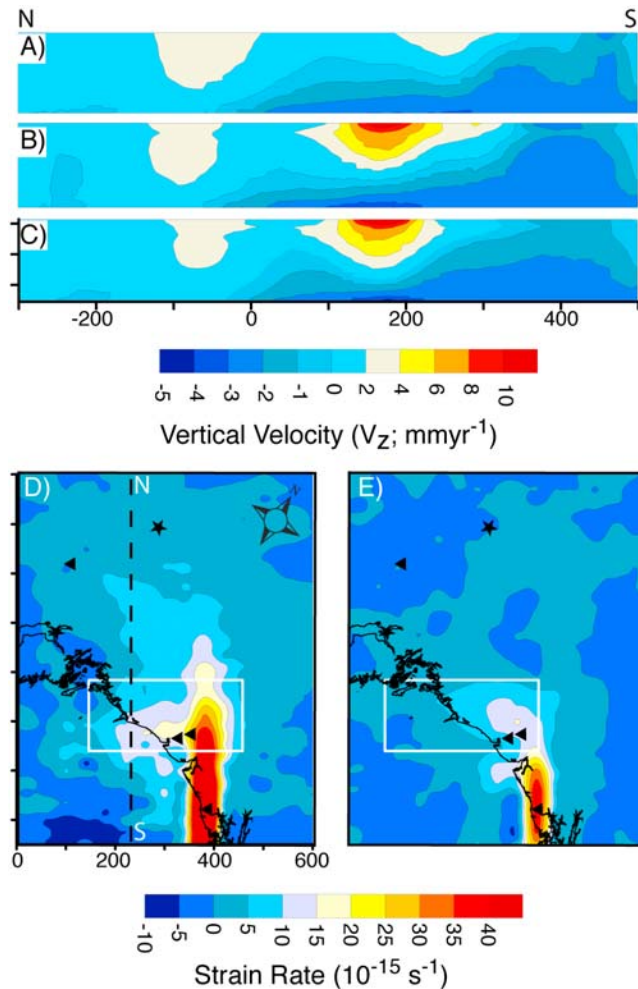 N S
A)
B)
C)
-200 0 200 400
-5 -4 -3 -2 -1 0 2 4 6 8 10
Vertical Velocity (VZ; mmyr-1)
D) N N E)
S
0 200 400 600
-10 -5 0 5 10 15 20 25 30 35 40
Strain Rate (10-15 s-1)